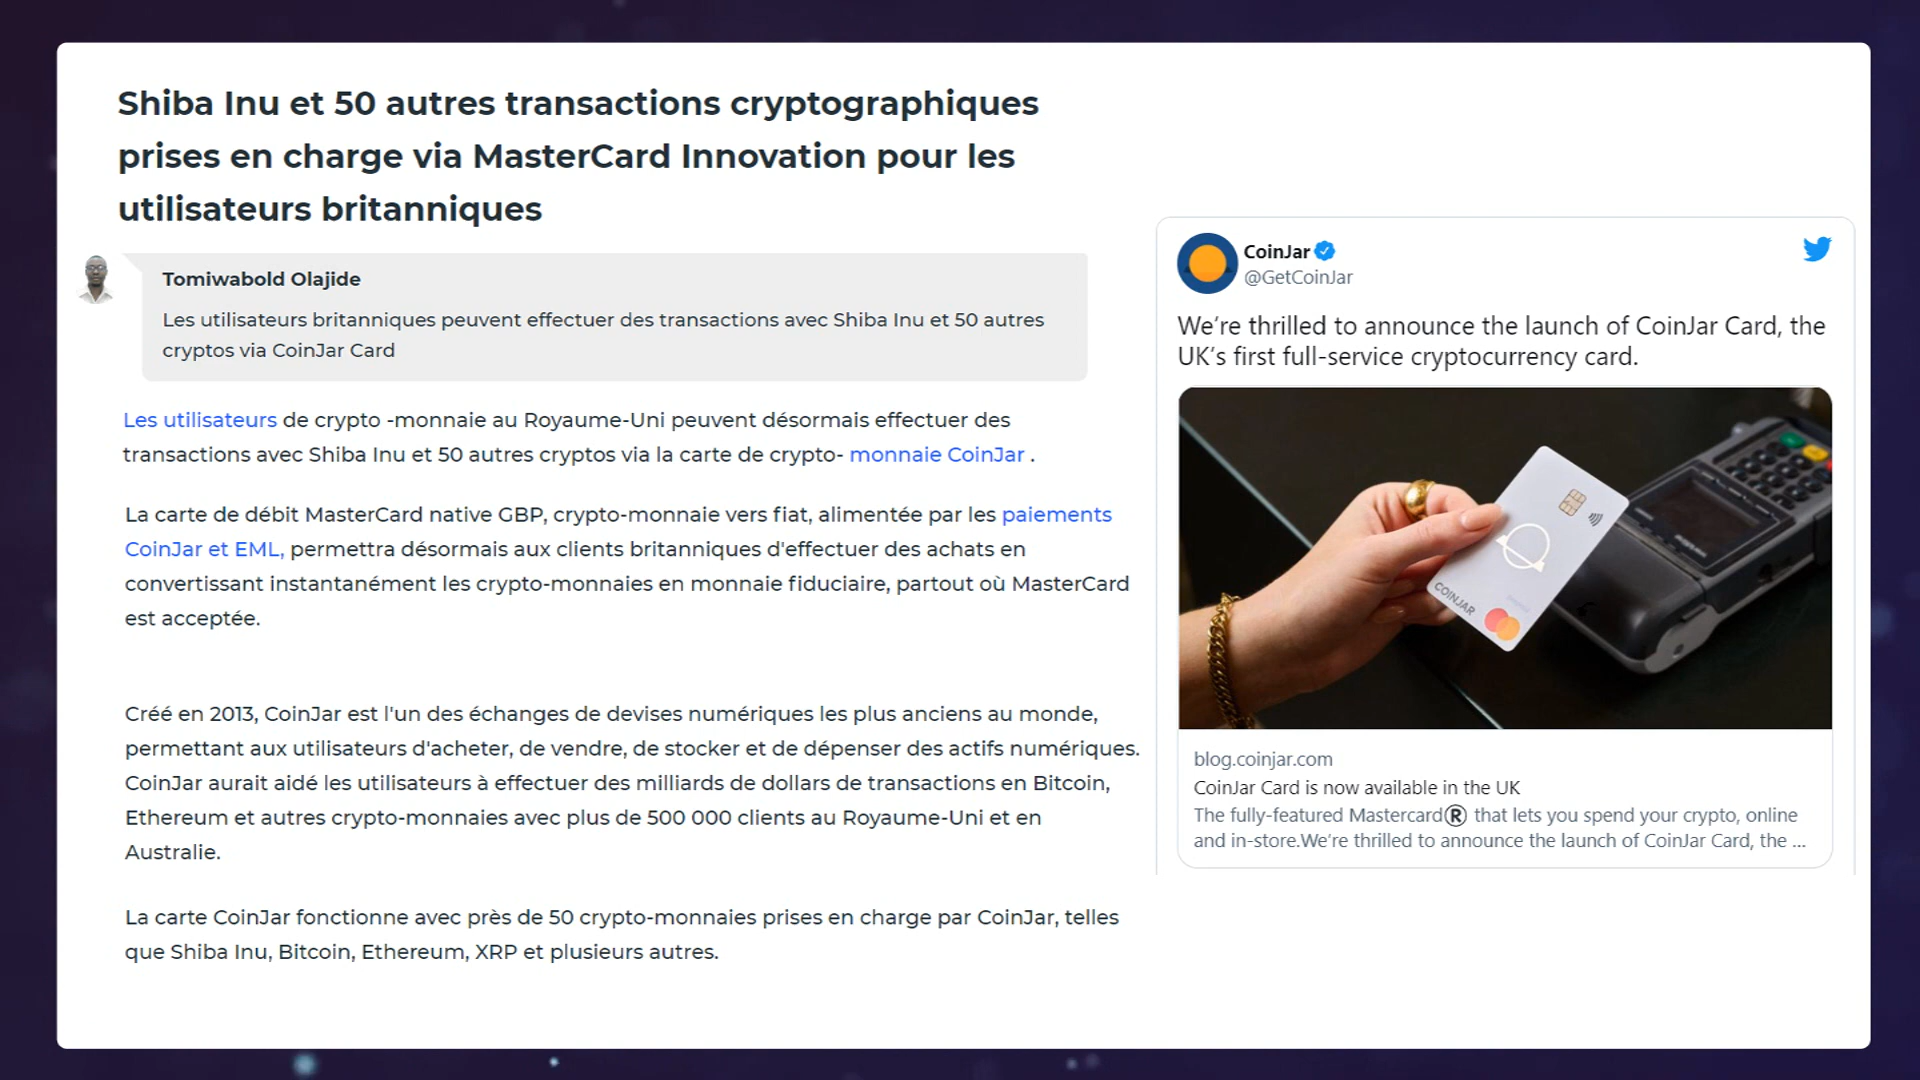 Shiba Inu et 50 autres transactions cryptographiques
prises en charge via MasterCard Innovation pour les
utilisateurs britanniques
Tomiwabold Olajide
Les utilisateurs britanniques peuvent effectuer des transactions avec Shiba Inu et 50 autres
cryptos via CoinJar Card
Les utilisateurs de crypto -monnaie au Royaume-Uni peuvent désormais effectuer des
transactions avec Shiba Inu et 50 autres cryptos via la carte de crypto- monnaie CoinJar .
La carte de débit MasterCard native GBP, crypto-monnaie vers fiat, alimentée par les paiements
CoinJar et EML, permettra désormais aux clients britanniques d'effectuer des achats en
convertissant instantanément les crypto-monnaies en monnaie fiduciaire, partout où MasterCard
est acceptée.
Créé en 2013, CoinJar est l'un des échanges de devises numériques les plus anciens au monde,
permettant aux utilisateurs d'acheter, de vendre, de stocker et de dépenser des actifs numériques.
CoinJar aurait aidé les utilisateurs à effectuer des milliards de dollars de transactions en Bitcoin,
Ethereum et autres crypto-monnaies avec plus de 500 000 clients au Royaume-Uni et en
Australie.
La carte CoinJar fonctionne avec près de 50 crypto-monnaies prises en charge par CoinJar, telles
que Shiba Inu, Bitcoin, Ethereum, XRP et plusieurs autres.
CoinJar
@GetCoinJar
We’re thrilled to announce the launch of CoinJar Card, the
UK’s first full-service cryptocurrency card.
COINJAR
blog.coinjar.com
CoinJar Card is now available in the UK
The fully-featured Mastercard® that lets you spend your crypto, online
and in-store.We’re thrilled to announce the launch of CoinJar Card, the ...